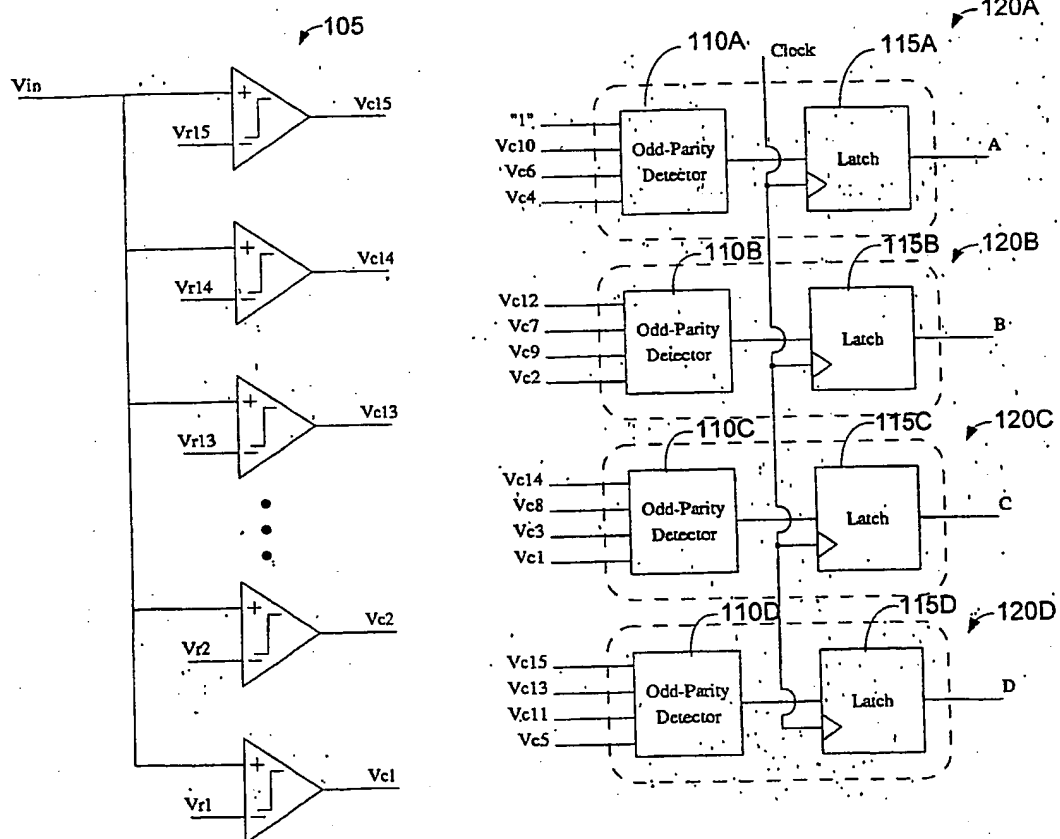 105
Vin
+
Vc15
Vr15
−
+
Vc14
Vr14
−
+
Vc13
Vr13
−
+
Vc2
Vr2
−
+
Vc1
Vr1
−
120A
110A
Clock
115A
"1"
Vc10
Vc6
Vc4
Odd-Parity
Detector
Latch
A
110B
115B
120B
Vc12
Vc7
Vc9
Vc2
Odd-Parity
Detector
Latch
B
110C
115C
120C
Vc14
Vc8
Vc3
Vc1
Odd-Parity
Detector
Latch
C
110D
115D
120D
Vc15
Vc13
Vc11
Vc5
Odd-Parity
Detector
Latch
D